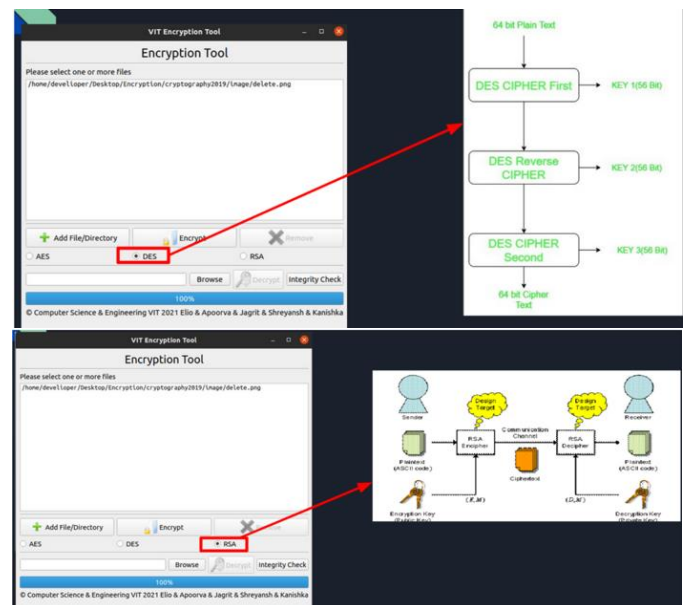 VIT Encryption Tool
Encryption Tool
Please select one or more files
/home/develloper/Desktop/Encryption/cryptography2019/image/delete.png
Add File/Directory Encrypt Remove
AES DES RSA
Browse Decrypt Integrity Check
100%
© Computer Science & Engineering VIT 2021 Elio & Apoorva & Jagrit & Shreyansh & Kanishka
64 bit Plain Text
DES CIPHER First KEY 1(56 Bit)
DES Reverse CIPHER KEY 2(56 Bit)
DES CIPHER Second KEY 3(56 Bit)
64 bit Cipher
Text
VIT Encryption Tool
Encryption Tool
Please select one or more files
/home/develloper/Desktop/Encryption/cryptography2019/image/delete.png
Add File/Directory Encrypt
AES DES RSA
Browse Decrypt Integrity Check
100%
© Computer Science & Engineering VIT 2021 Elio & Apoorva & Jagrit & Shreyansh & Kanishka
Design Target Design Target
Sender Receiver
Communication
Channel
RSA Encipher RSA Decipher
Plaintext Plaintext
(ASCII code) (ASCII code)
Ciphertext
(E,M) (D,M)
Encryption Key Decryption Key
(Public Key) (Private Key)